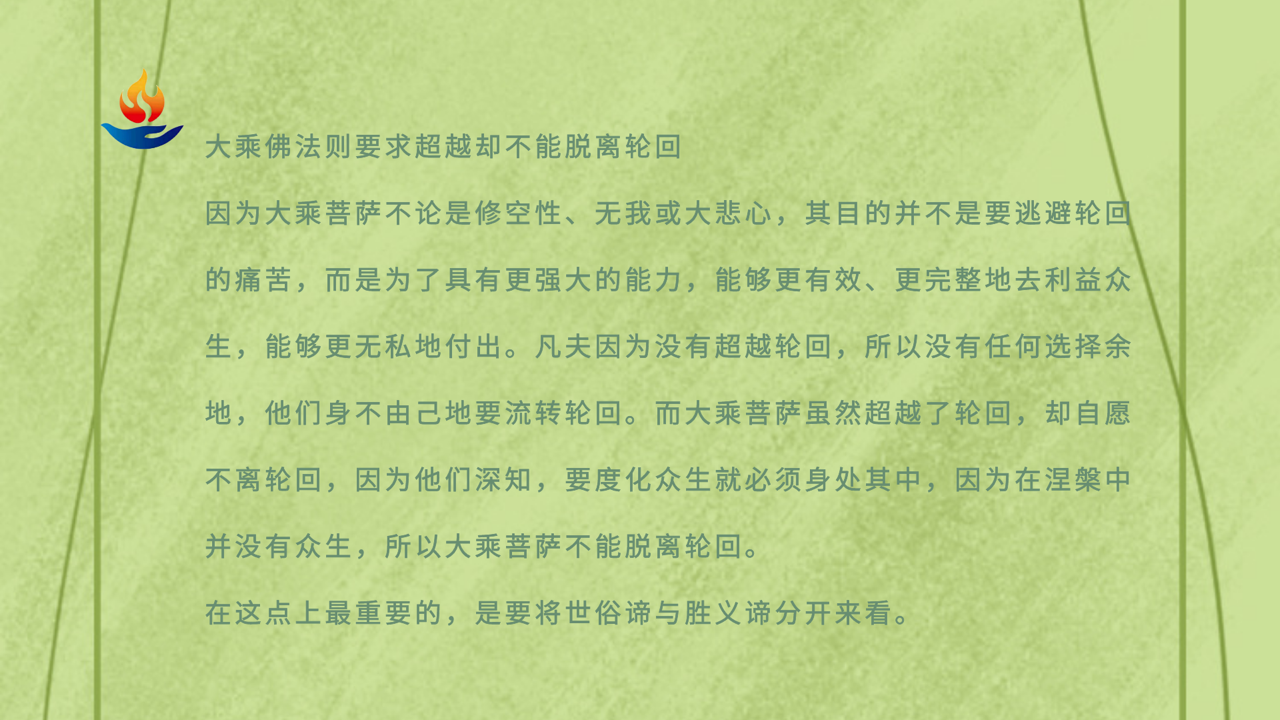 大乘佛法则要求超越却不能脱离轮回
因为大乘菩萨不论是修空性、无我或大悲心，其目的并不是要逃避轮回
的痛苦，而是为了具有更强大的能力，能够更有效、更完整地去利益众
生，能够更无私地付出。凡夫因为没有超越轮回，所以没有任何选择余
地，他们身不由己地要流转轮回。而大乘菩萨虽然超越了轮回，却自愿
不离轮回，因为他们深知，要度化众生就必须身处其中，因为在涅槃中
并没有众生，所以大乘菩萨不能脱离轮回。
在这点上最重要的，是要将世俗谛与胜义谛分开来看。